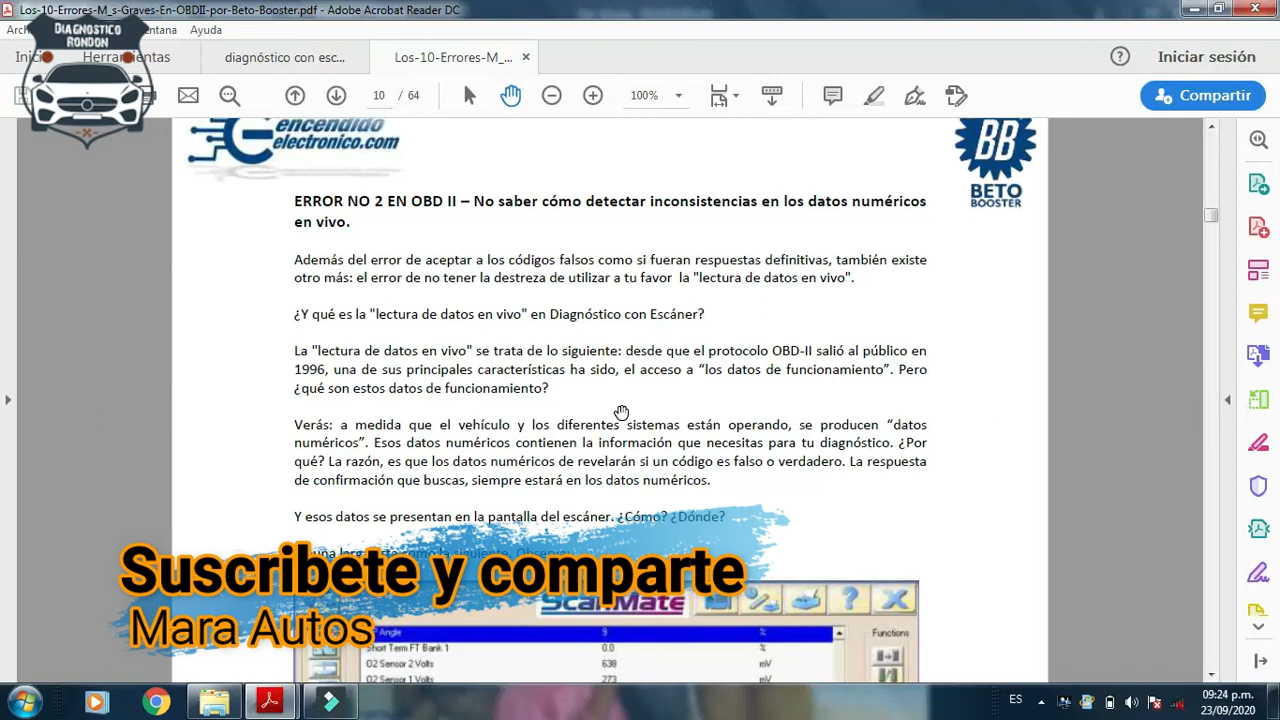 Los-10-Errores-M_s-Graves-En-OBDII-por-Beto-Booster.pdf - Adobe Acrobat Reader DC
Ayuda
DIAGNOSTICO
RONDON
Inicio Herramientas diagnóstico con esc... Los-10-Errores-M_... × ? Iniciar sesión
10 / 64 100% Compartir
encendido
electronico.com
BB
BETO
BOOSTER
ERROR NO 2 EN OBD II – No saber cómo detectar inconsistencias en los datos numéricos
en vivo.
Además del error de aceptar a los códigos falsos como si fueran respuestas definitivas, también existe
otro más: el error de no tener la destreza de utilizar a tu favor la "lectura de datos en vivo".
¿Y qué es la "lectura de datos en vivo" en Diagnóstico con Escáner?
La "lectura de datos en vivo" se trata de lo siguiente: desde que el protocolo OBD-II salió al público en
1996, una de sus principales características ha sido, el acceso a “los datos de funcionamiento”. Pero
¿qué son estos datos de funcionamiento?
Verás: a medida que el vehículo y los diferentes sistemas están operando, se producen “datos
numéricos”. Esos datos numéricos contienen la información que necesitas para tu diagnóstico. ¿Por
qué? La razón, es que los datos numéricos de revelarán si un código es falso o verdadero. La respuesta
de confirmación que buscas, siempre estará en los datos numéricos.
Y esos datos se presentan en la pantalla del escáner. ¿Cómo? ¿Dónde?
una como la siguiente. Observa:
Suscribete y comparte
Mara Autos
ScanMate
Angle 9 %
Short Term FT Bank 1 0.0 %
O2 Sensor 2 Volts 638 mV
O2 Sensor 1 Volts 273 mV
Functions
ES
09:24 p.m.
23/09/2020